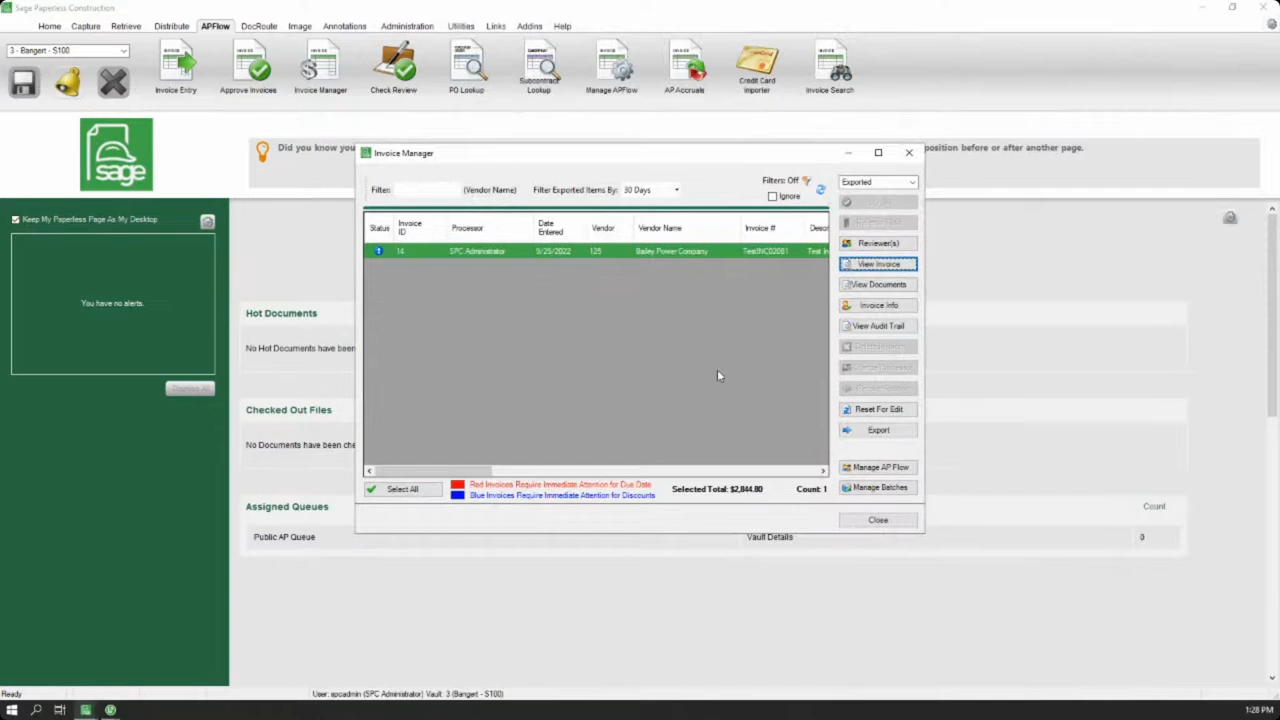 Sage Paperless Construction
Home Capture Retrieve Distribute APFlow DocRoute Image Annotations Administration Utilities Links Addins Help
3 - Bangert - S100
Invoice Entry Approve Invoices Invoice Manager Check Review PO Lookup Subcontract Lookup Manage APFlow AP Accruals Credit Card Importer Invoice Search
sage
Did you know you
position before or after another page.
Keep My Paperless Page As My Desktop
You have no alerts.
Dismiss All
Hot Documents
No Hot Documents have been
Checked Out Files
No Documents have been che
Assigned Queues
Count
Public AP Queue
Vault Details
0
Invoice Manager
Filter:
(Vendor Name)
Filter Exported Items By:
30 Days
Filters: Off
Ignore
Exported
Status Invoice ID Processor Date Entered Vendor Vendor Name Invoice # Descr
14 SPC Administrator 9/25/2022 125 Bailey Power Company TestINC02081 Test In
Reviewer(s)
View Invoice
View Documents
Invoice Info
View Audit Trail
Reset For Edit
Export
Manage AP Flow
Manage Batches
Select All
Red Invoices Require Immediate Attention for Due Date
Blue Invoices Require Immediate Attention for Discounts
Selected Total: $2,844.80
Count: 1
Close
Ready
User: spcadmin (SPC Administrator) Vault: 3 (Bangert - S100)
1:28 PM